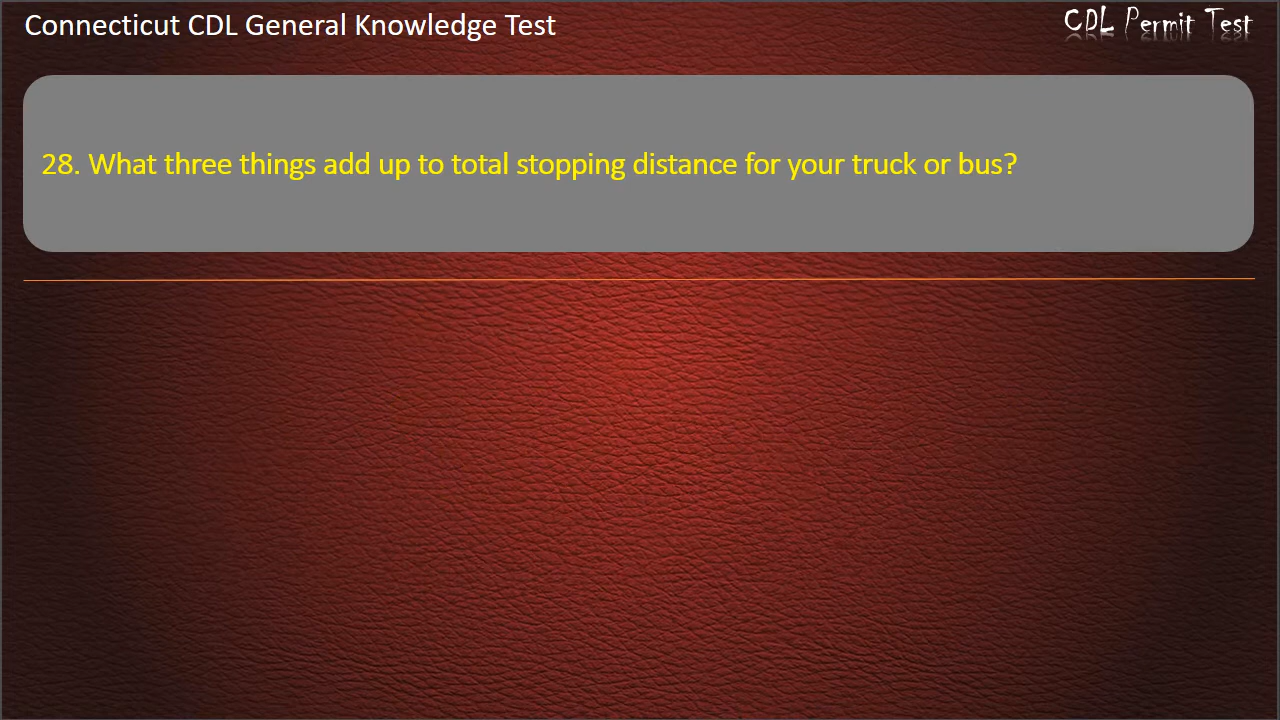 Connecticut CDL General Knowledge Test
CDL Permit Test
28. What three things add up to total stopping distance for your truck or bus?